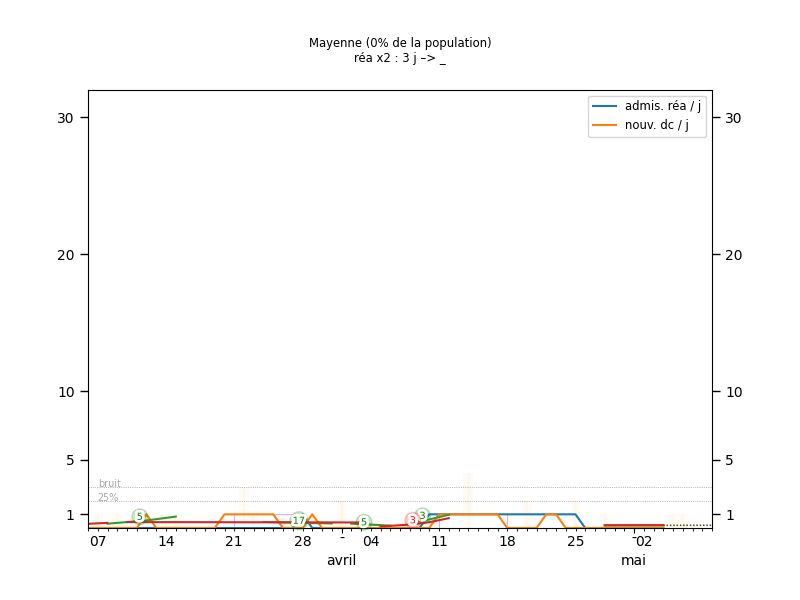 Mayenne (0% de la population)
réa x2 : 3 j –> _
admis. réa / j
nouv. dc / j
30 30
20 20
10 10
5 5
bruit
25%
1 1
5 17 5 3 3
07 14 21 28 - 04 11 18 25 - 02
avril mai